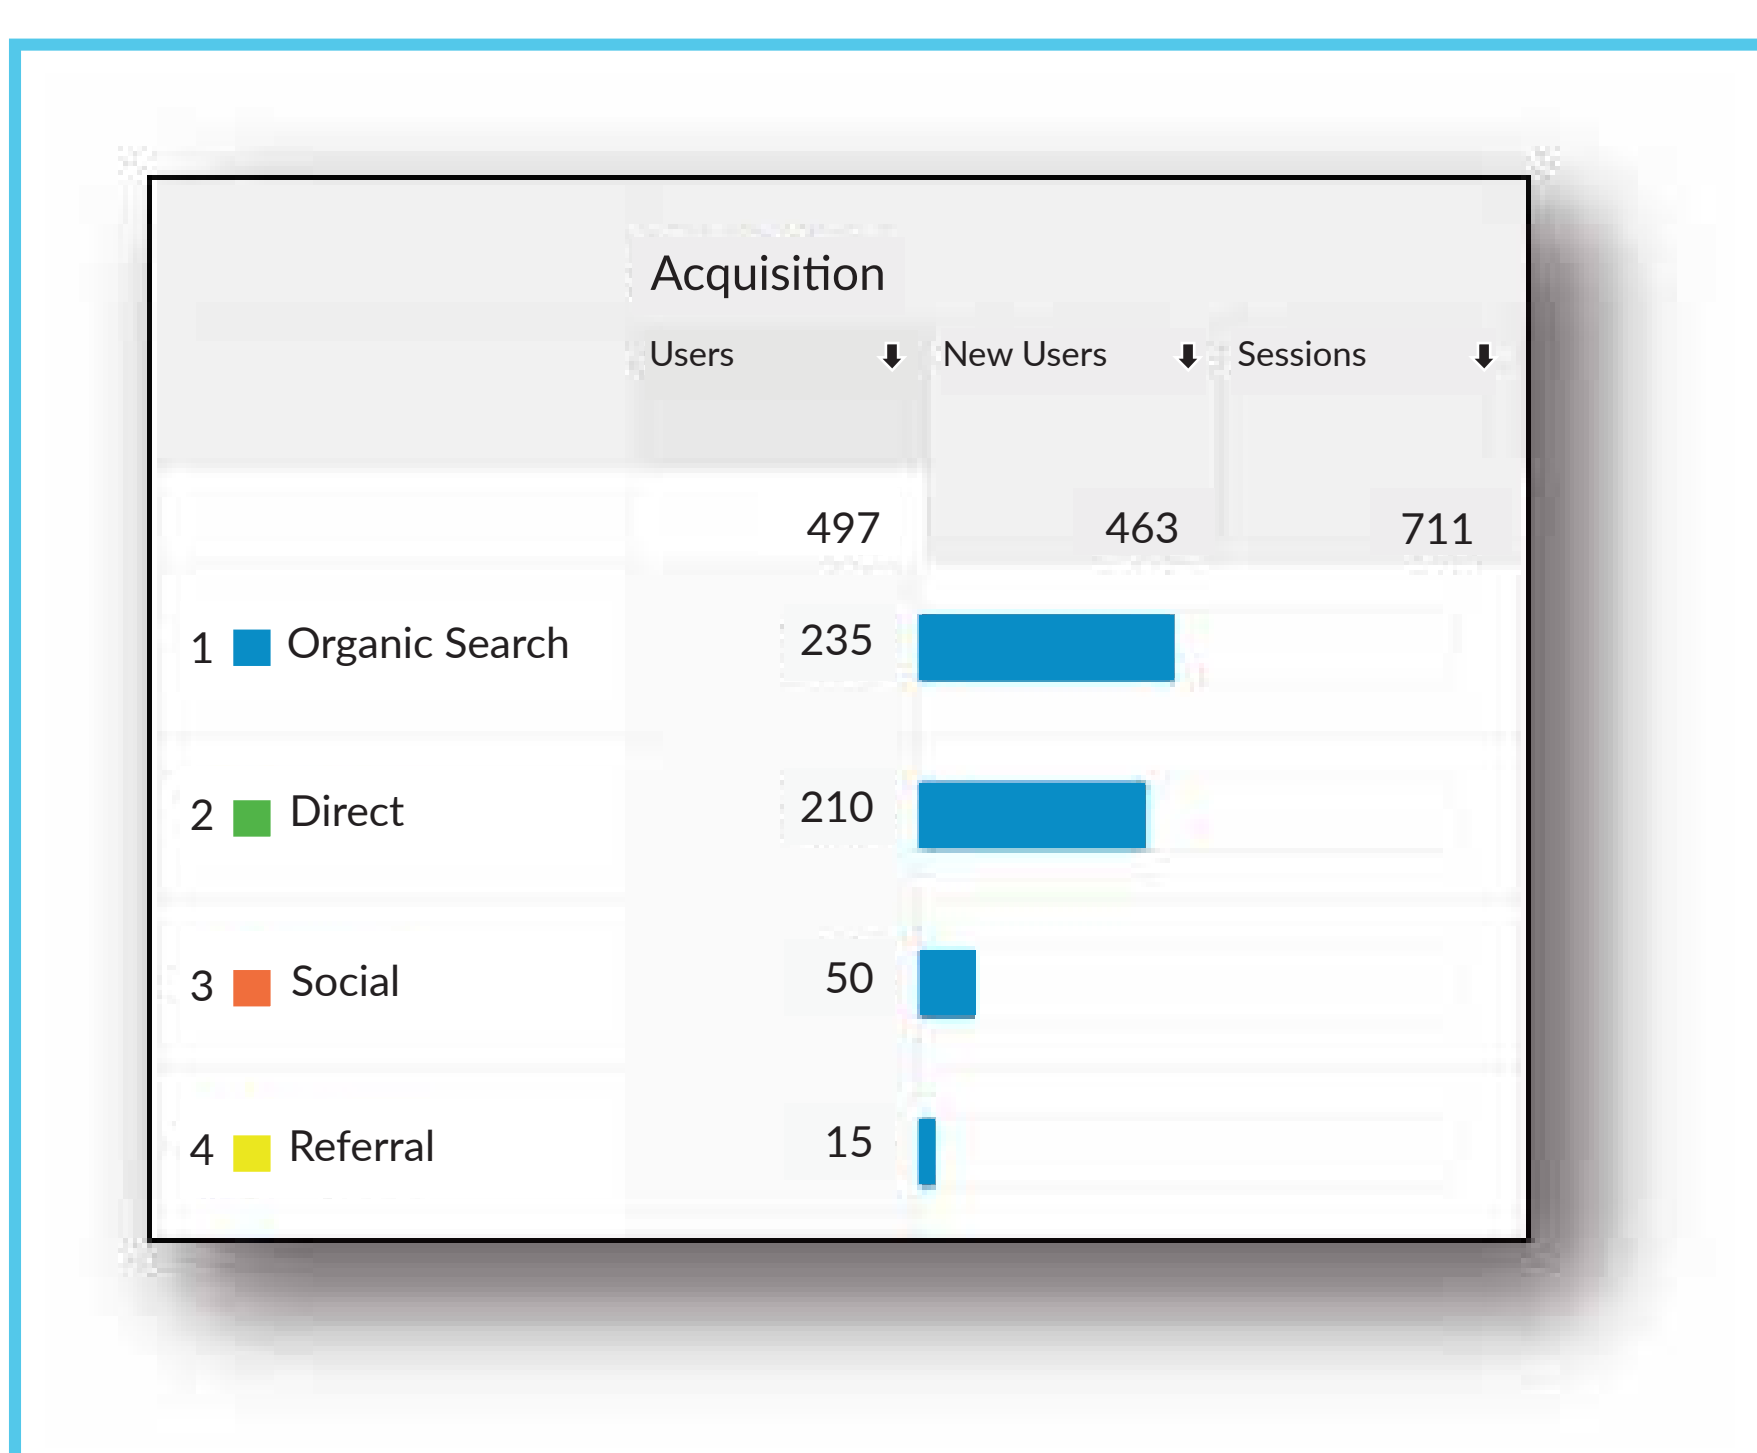 Acquisition
Users New Users Sessions
497 463 711
1 Organic Search 235
2 Direct 210
3 Social 50
4 Referral 15